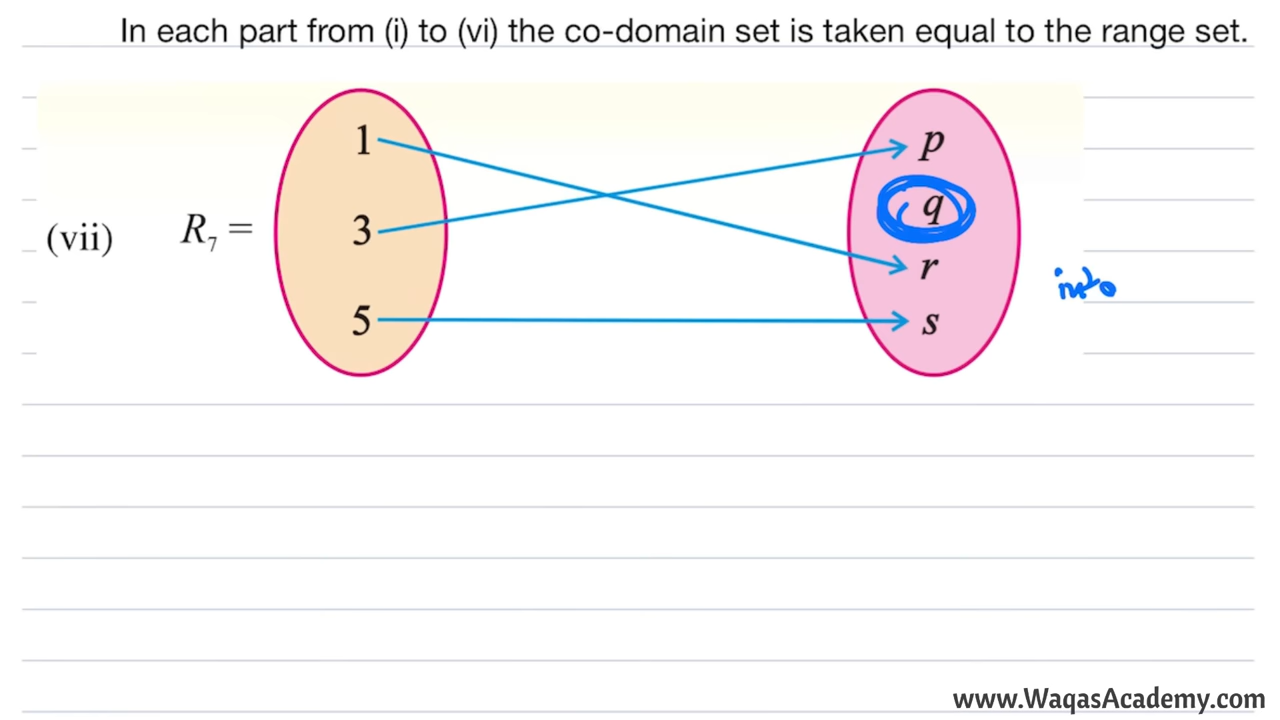 In each part from (i) to (vi) the co-domain set is taken equal to the range set.
1 p
q
(vii) R₇ = 3
r
into
5 s
www.WaqasAcademy.com